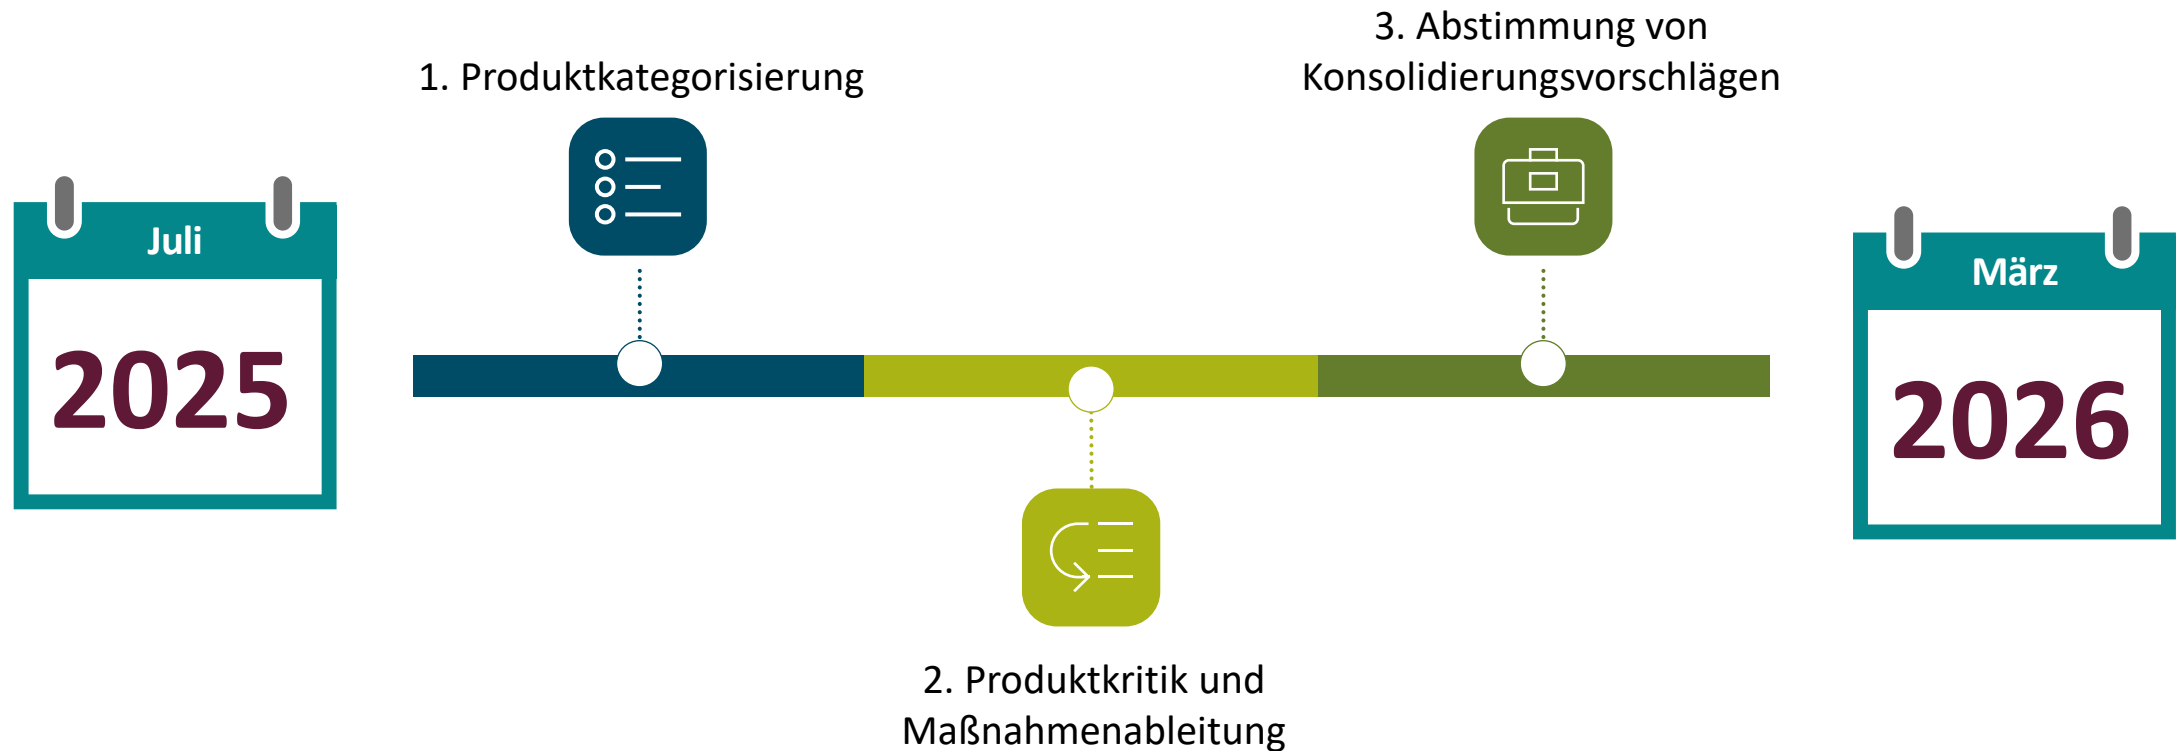 3. Abstimmung von
Konsolidierungsvorschlägen
1. Produktkategorisierung
Juli
2025
März
2026
2. Produktkritik und
Maßnahmenableitung